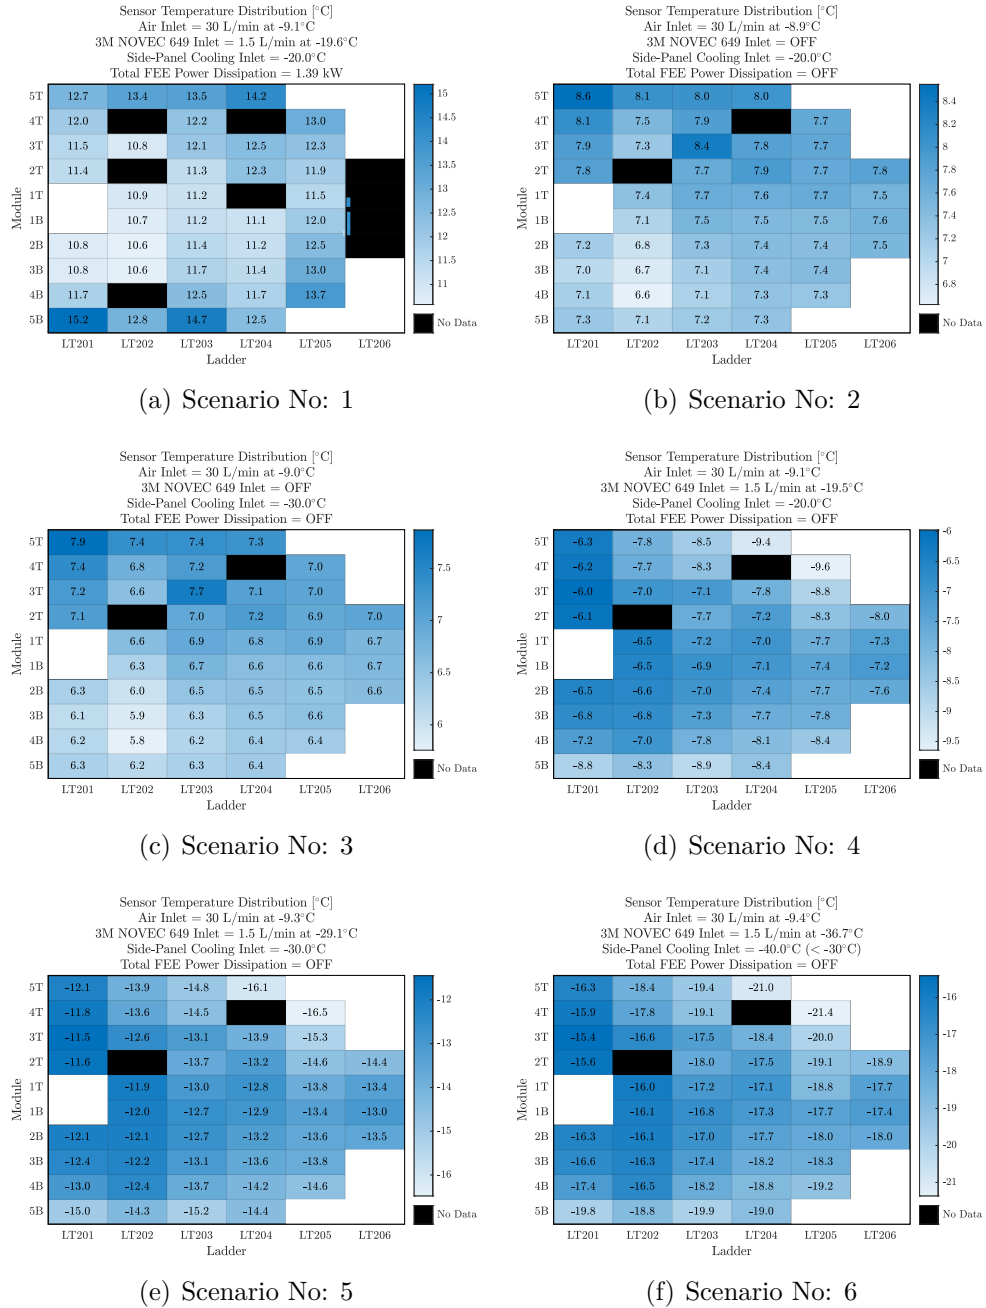 Sensor Temperature Distribution [°C]
Air Inlet = 30 L/min at -9.1°C
3M NOVEC 649 Inlet = 1.5 L/min at -19.6°C
Side-Panel Cooling Inlet = -20.0°C
Total FEE Power Dissipation = 1.39 kW
5T 12.7 13.4 13.5 14.2
4T 12.0 12.2 13.0
3T 11.5 10.8 12.1 12.5 12.3
2T 11.4 11.3 12.3 11.9
1T 10.9 11.2 11.5
1B 10.7 11.2 11.1 12.0
2B 10.8 10.6 11.4 11.2 12.5
3B 10.8 10.6 11.7 11.4 13.0
4B 11.7 12.5 11.7 13.7
5B 15.2 12.8 14.7 12.5
LT201 LT202 LT203 LT204 LT205 LT206
Ladder
Module
15
14.5
14
13.5
13
12.5
12
11.5
11
No Data
(a) Scenario No: 1
Sensor Temperature Distribution [°C]
Air Inlet = 30 L/min at -8.9°C
3M NOVEC 649 Inlet = OFF
Side-Panel Cooling Inlet = -20.0°C
Total FEE Power Dissipation = OFF
5T 8.6 8.1 8.0 8.0
4T 8.1 7.5 7.9 7.7
3T 7.9 7.3 8.4 7.8 7.7
2T 7.8 7.7 7.9 7.7 7.8
1T 7.4 7.7 7.6 7.7 7.5
1B 7.1 7.5 7.5 7.5 7.6
2B 7.2 6.8 7.3 7.4 7.4 7.5
3B 7.0 6.7 7.1 7.4 7.4
4B 7.1 6.6 7.1 7.3 7.3
5B 7.3 7.1 7.2 7.3
LT201 LT202 LT203 LT204 LT205 LT206
Ladder
Module
8.4
8.2
8
7.8
7.6
7.4
7.2
7
6.8
No Data
(b) Scenario No: 2
Sensor Temperature Distribution [°C]
Air Inlet = 30 L/min at -9.0°C
3M NOVEC 649 Inlet = OFF
Side-Panel Cooling Inlet = -30.0°C
Total FEE Power Dissipation = OFF
5T 7.9 7.4 7.4 7.3
4T 7.4 6.8 7.2 7.0
3T 7.2 6.6 7.7 7.1 7.0
2T 7.1 7.0 7.2 6.9 7.0
1T 6.6 6.9 6.8 6.9 6.7
1B 6.3 6.7 6.6 6.6 6.7
2B 6.3 6.0 6.5 6.5 6.5 6.6
3B 6.1 5.9 6.3 6.5 6.6
4B 6.2 5.8 6.2 6.4 6.4
5B 6.3 6.2 6.3 6.4
LT201 LT202 LT203 LT204 LT205 LT206
Ladder
Module
7.5
7
6.5
6
No Data
(c) Scenario No: 3
Sensor Temperature Distribution [°C]
Air Inlet = 30 L/min at -9.1°C
3M NOVEC 649 Inlet = 1.5 L/min at -19.5°C
Side-Panel Cooling Inlet = -20.0°C
Total FEE Power Dissipation = OFF
5T -6.3 -7.8 -8.5 -9.4
4T -6.2 -7.7 -8.3 -9.6
3T -6.0 -7.0 -7.1 -7.8 -8.8
2T -6.1 -7.7 -7.2 -8.3 -8.0
1T -6.5 -7.2 -7.0 -7.7 -7.3
1B -6.5 -6.9 -7.1 -7.4 -7.2
2B -6.5 -6.6 -7.0 -7.4 -7.7 -7.6
3B -6.8 -6.8 -7.3 -7.7 -7.8
4B -7.2 -7.0 -7.8 -8.1 -8.4
5B -8.8 -8.3 -8.9 -8.4
LT201 LT202 LT203 LT204 LT205 LT206
Ladder
Module
-6
-6.5
-7
-7.5
-8
-8.5
-9
-9.5
No Data
(d) Scenario No: 4
Sensor Temperature Distribution [°C]
Air Inlet = 30 L/min at -9.3°C
3M NOVEC 649 Inlet = 1.5 L/min at -29.1°C
Side-Panel Cooling Inlet = -30.0°C
Total FEE Power Dissipation = OFF
5T -12.1 -13.9 -14.8 -16.1
4T -11.8 -13.6 -14.5 -16.5
3T -11.5 -12.6 -13.1 -13.9 -15.3
2T -11.6 -13.7 -13.2 -14.6 -14.4
1T -11.9 -13.0 -12.8 -13.8 -13.4
1B -12.0 -12.7 -12.9 -13.4 -13.0
2B -12.1 -12.1 -12.7 -13.2 -13.6 -13.5
3B -12.4 -12.2 -13.1 -13.6 -13.8
4B -13.0 -12.4 -13.7 -14.2 -14.6
5B -15.0 -14.3 -15.2 -14.4
LT201 LT202 LT203 LT204 LT205 LT206
Ladder
Module
-12
-13
-14
-15
-16
No Data
(e) Scenario No: 5
Sensor Temperature Distribution [°C]
Air Inlet = 30 L/min at -9.4°C
3M NOVEC 649 Inlet = 1.5 L/min at -36.7°C
Side-Panel Cooling Inlet = -40.0°C (< -30°C)
Total FEE Power Dissipation = OFF
5T -16.3 -18.4 -19.4 -21.0
4T -15.9 -17.8 -19.1 -21.4
3T -15.4 -16.6 -17.5 -18.4 -20.0
2T -15.6 -18.0 -17.5 -19.1 -18.9
1T -16.0 -17.2 -17.1 -18.8 -17.7
1B -16.1 -16.8 -17.3 -17.7 -17.4
2B -16.3 -16.1 -17.0 -17.7 -18.0 -18.0
3B -16.6 -16.3 -17.4 -18.2 -18.3
4B -17.4 -16.5 -18.2 -18.8 -19.2
5B -19.8 -18.8 -19.9 -19.0
LT201 LT202 LT203 LT204 LT205 LT206
Ladder
Module
-16
-17
-18
-19
-20
-21
No Data
(f) Scenario No: 6